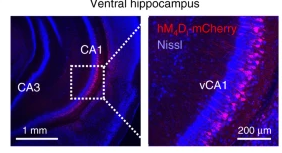 Ventral hippocampus
CA1
CA3
1 mm
hM4Di-mCherry
Nissl
vCA1
200 μm